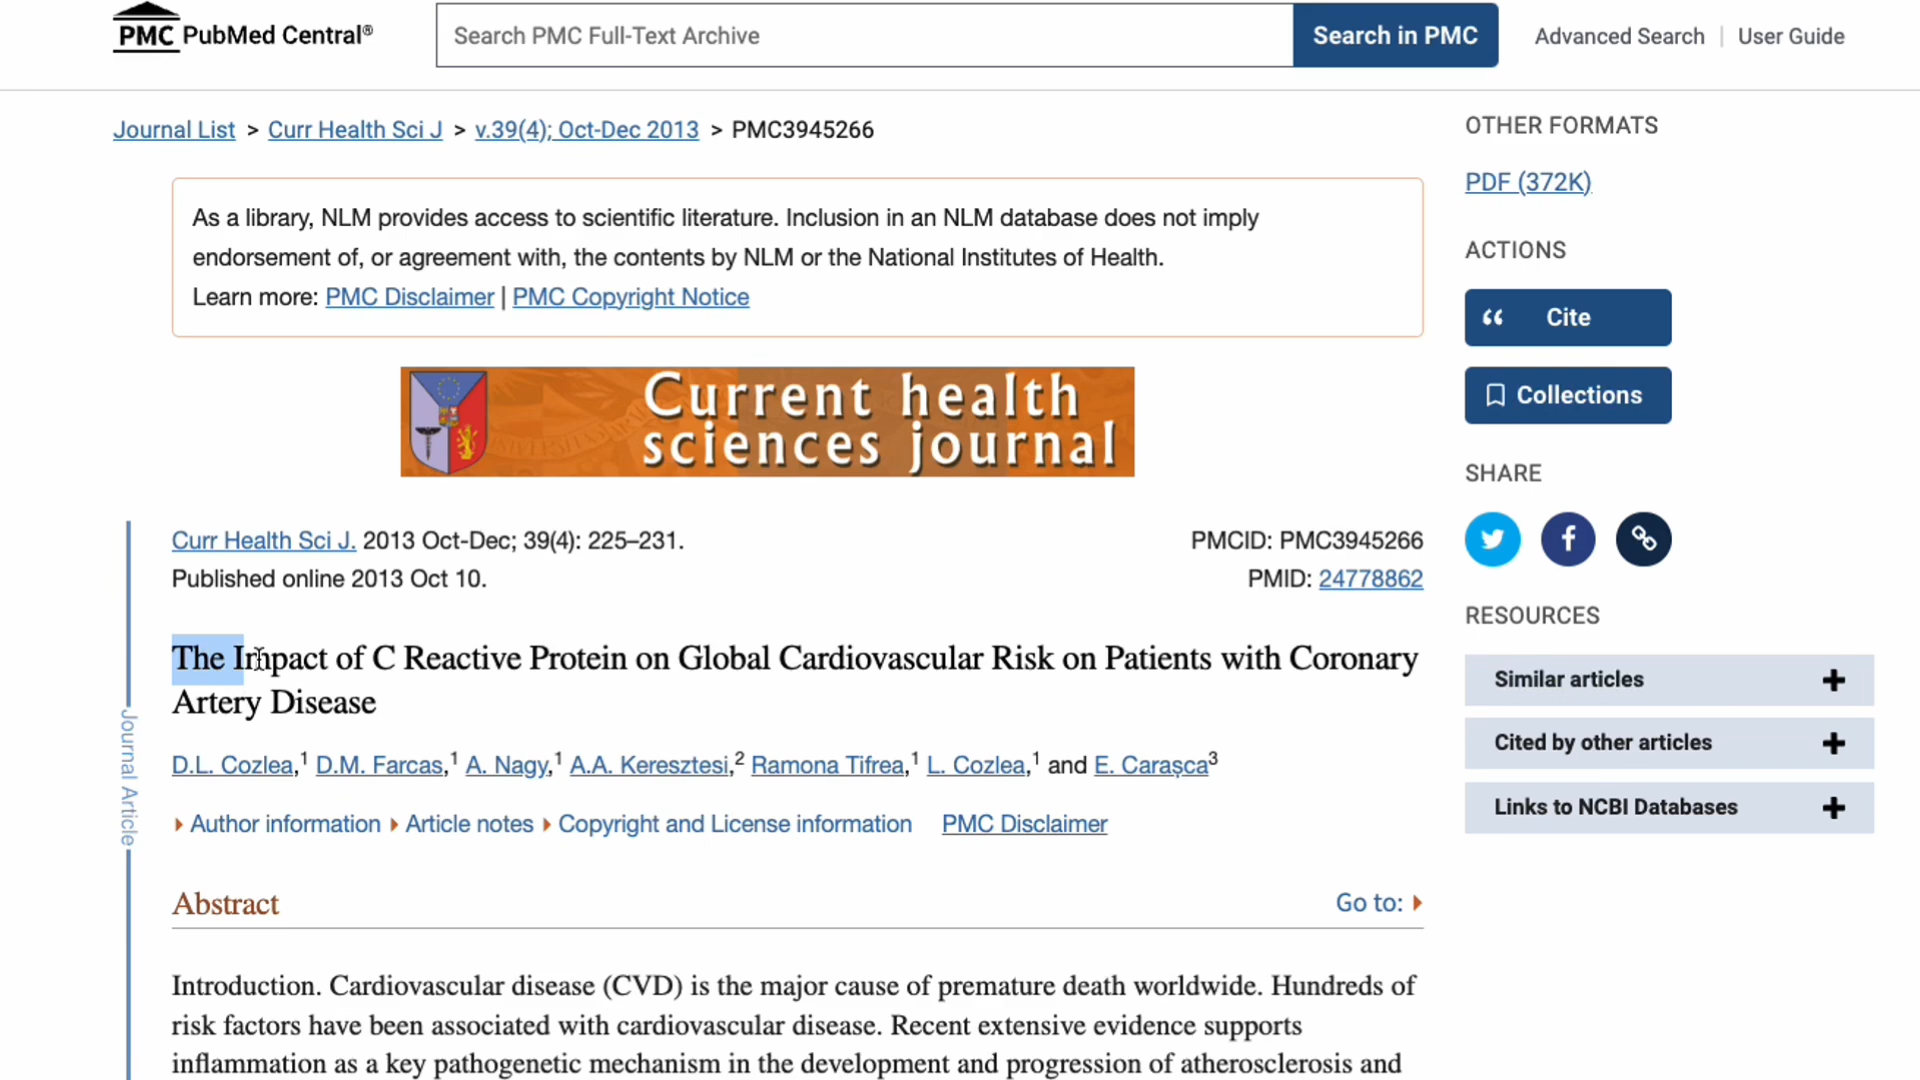 PMC PubMed Central®
Search PMC Full-Text Archive
Search in PMC
Advanced Search | User Guide
Journal List > Curr Health Sci J > v.39(4); Oct-Dec 2013 > PMC3945266
As a library, NLM provides access to scientific literature. Inclusion in an NLM database does not imply
endorsement of, or agreement with, the contents by NLM or the National Institutes of Health.
Learn more: PMC Disclaimer | PMC Copyright Notice
Current health
sciences journal
Curr Health Sci J. 2013 Oct-Dec; 39(4): 225–231.
PMCID: PMC3945266
Published online 2013 Oct 10.
PMID: 24778862
The Impact of C Reactive Protein on Global Cardiovascular Risk on Patients with Coronary
Artery Disease
D.L. Cozlea,1 D.M. Farcas,1 A. Nagy,1 A.A. Keresztesi,2 Ramona Tifrea,1 L. Cozlea,1 and E. Carașca3
Author information Article notes Copyright and License information PMC Disclaimer
Journal Article
Abstract
Go to:
Introduction. Cardiovascular disease (CVD) is the major cause of premature death worldwide. Hundreds of
risk factors have been associated with cardiovascular disease. Recent extensive evidence supports
inflammation as a key pathogenetic mechanism in the development and progression of atherosclerosis and
OTHER FORMATS
PDF (372K)
ACTIONS
Cite
Collections
SHARE
RESOURCES
Similar articles
Cited by other articles
Links to NCBI Databases